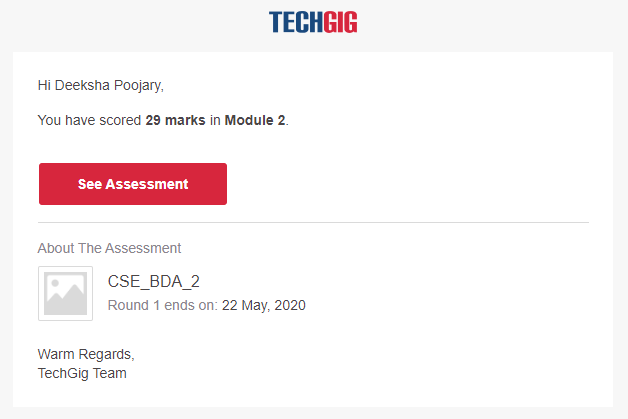 TECHGIG
Hi Deeksha Poojary,
You have scored 29 marks in Module 2.
See Assessment
About The Assessment
CSE_BDA_2
Round 1 ends on: 22 May, 2020
Warm Regards,
TechGig Team